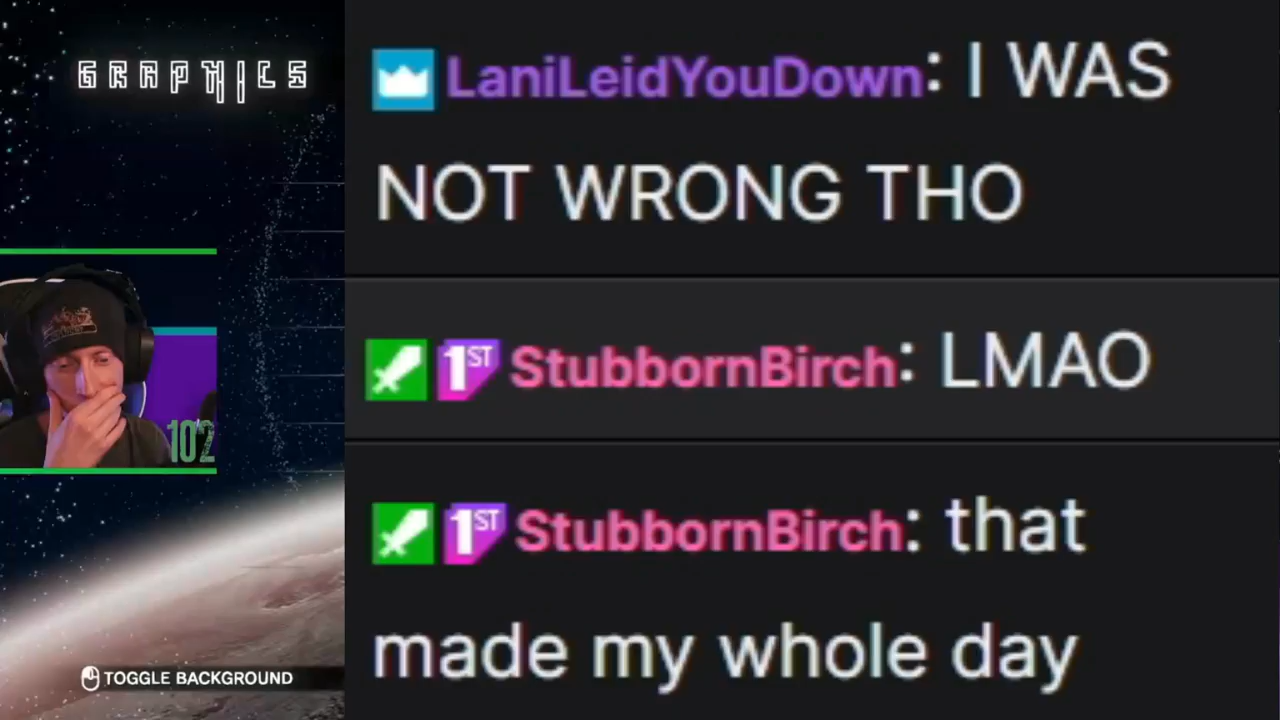 GRAPHICS
LaniLeidYouDown: I WAS
NOT WRONG THO
1ST StubbornBirch: LMAO
1ST StubbornBirch: that
made my whole day
102
TOGGLE BACKGROUND